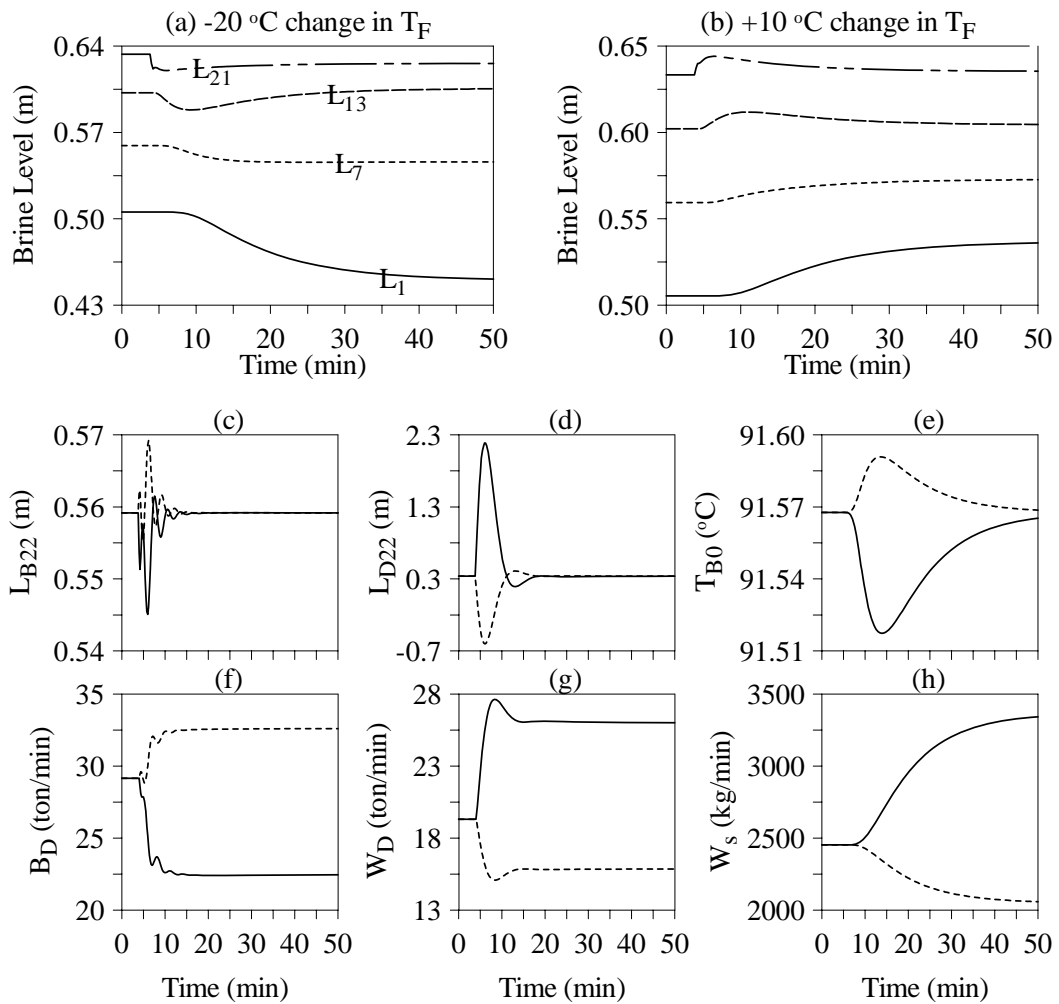 (a) -20 °C change in T_F
(b) +10 °C change in T_F
Brine Level (m)
0.64
0.57
0.50
0.43
L21
L13
L7
L1
0 10 20 30 40 50
Time (min)
Brine Level (m)
0.65
0.60
0.55
0.50
0 10 20 30 40 50
Time (min)
(c)
L_B22 (m)
0.57
0.56
0.55
0.54
(d)
L_D22 (m)
2.3
1.3
0.3
-0.7
(e)
T_B0 (°C)
91.60
91.57
91.54
91.51
(f)
B_D (ton/min)
35
32
29
26
23
20
0 10 20 30 40 50
Time (min)
(g)
W_D (ton/min)
28
23
18
13
0 10 20 30 40 50
Time (min)
(h)
W_s (kg/min)
3500
3000
2500
2000
0 10 20 30 40 50
Time (min)